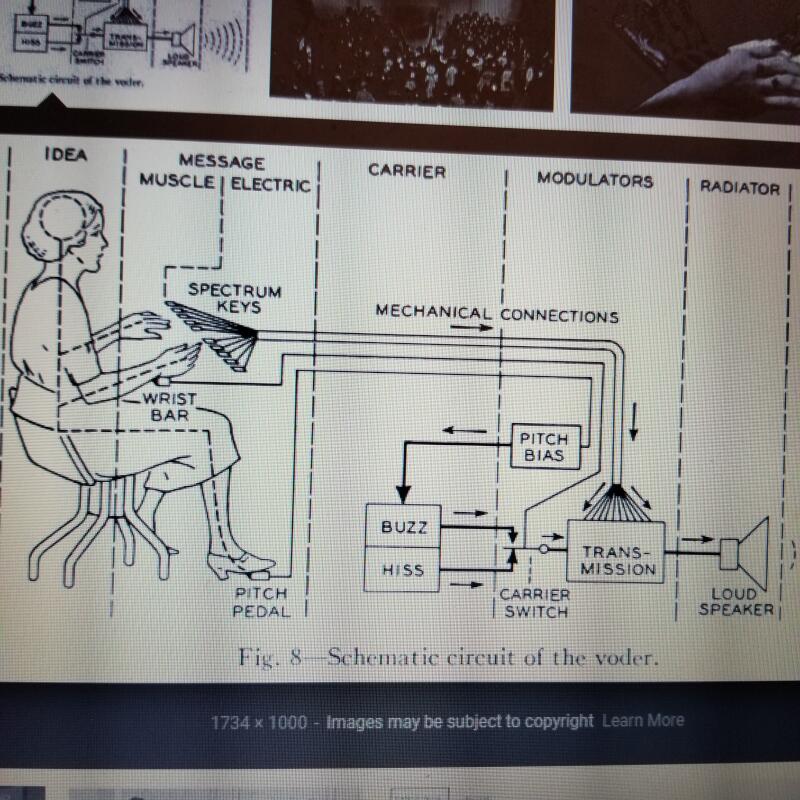 BUZZ
HISS
TRANS-
MISSION
CARRIER
SWITCH
LOUD
SPEAKER
Schematic circuit of the voder.
IDEA
MESSAGE
MUSCLE ELECTRIC
CARRIER
MODULATORS
RADIATOR
SPECTRUM
KEYS
MECHANICAL CONNECTIONS
WRIST
BAR
PITCH
BIAS
BUZZ
HISS
TRANS-
MISSION
CARRIER
SWITCH
LOUD
SPEAKER
PITCH
PEDAL
Fig. 8—Schematic circuit of the voder.
1734 × 1000 - Images may be subject to copyright Learn More